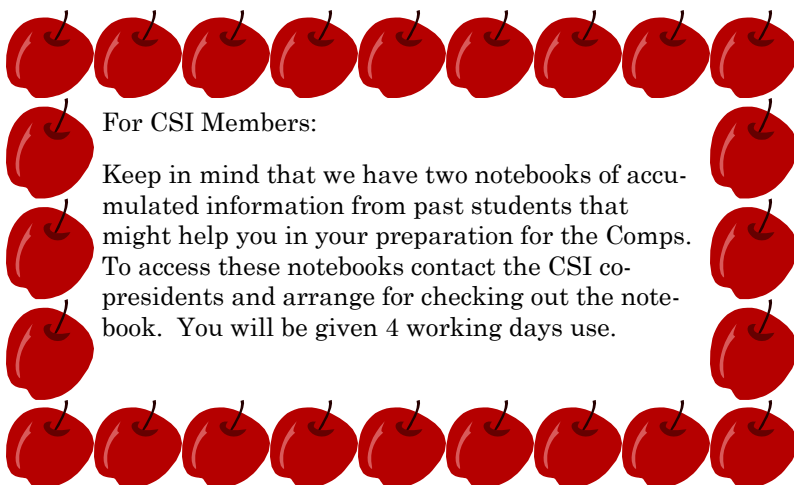 For CSI Members:
Keep in mind that we have two notebooks of accu-
mulated information from past students that
might help you in your preparation for the Comps.
To access these notebooks contact the CSI co-
presidents and arrange for checking out the note-
book.  You will be given 4 working days use.